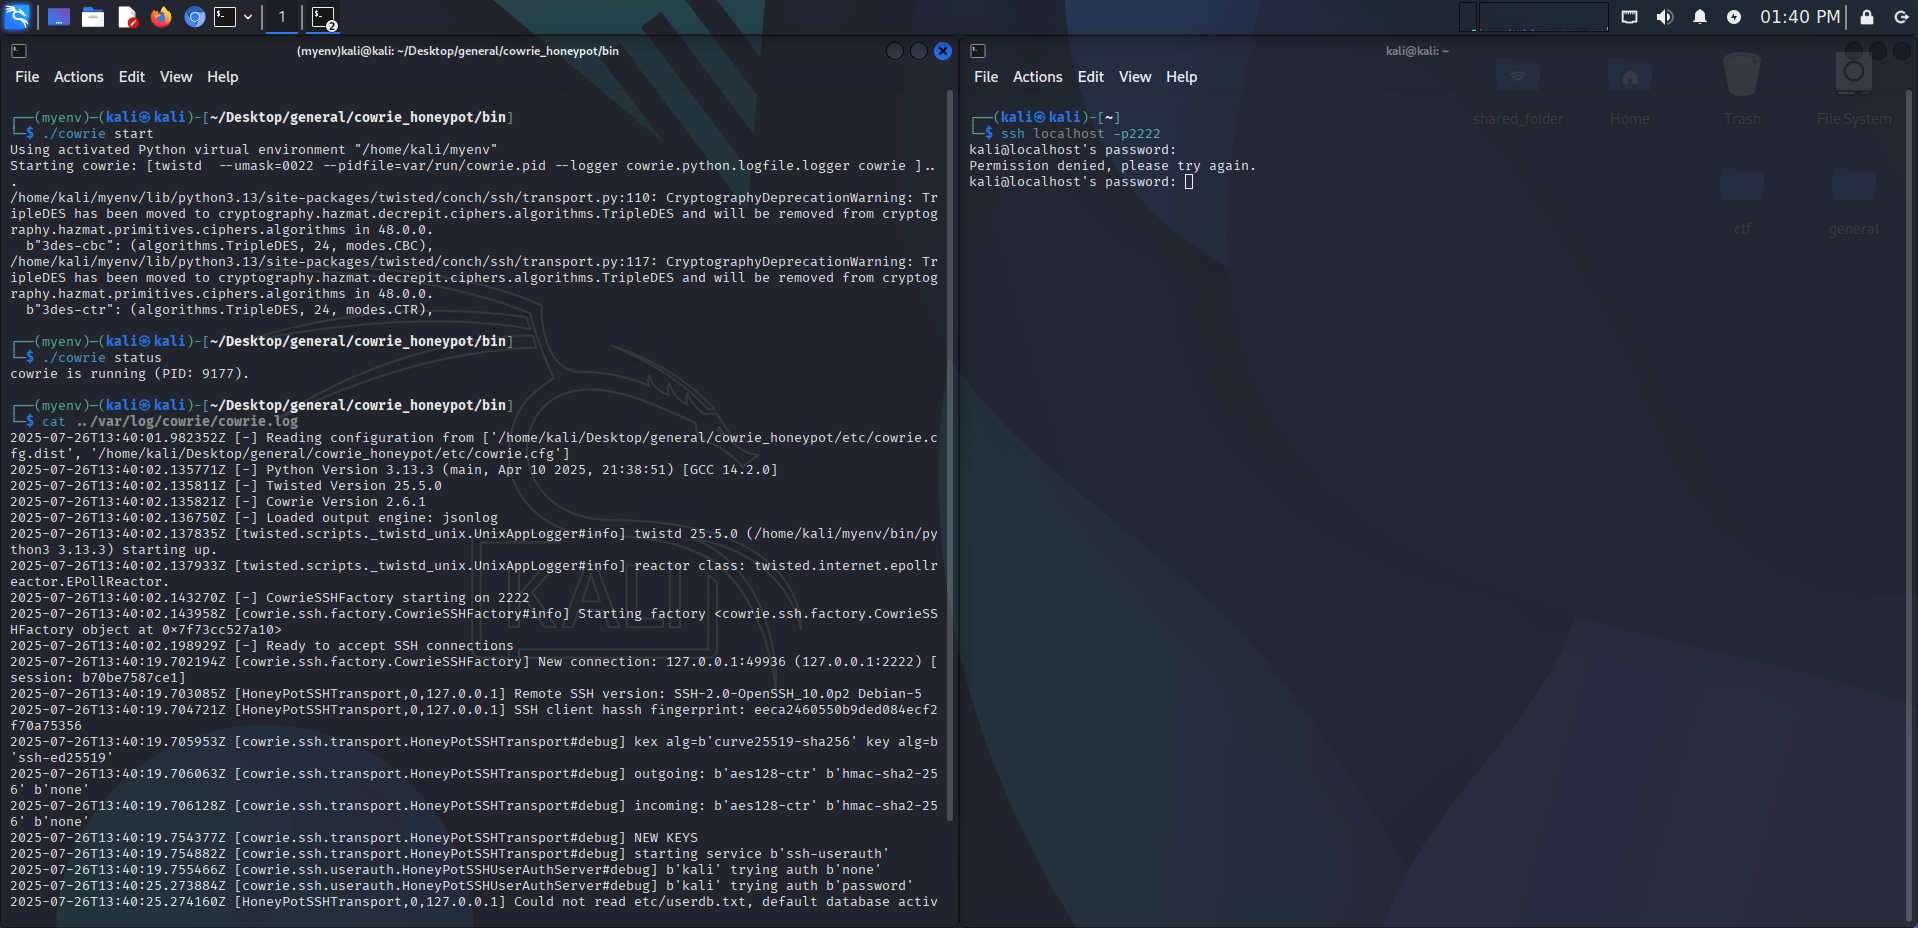 1
2
01:40 PM
(myenv)kali@kali: ~/Desktop/general/cowrie_honeypot/bin
File Actions Edit View Help
┌──(myenv)─(kali㉿kali)-[~/Desktop/general/cowrie_honeypot/bin]
└─$ ./cowrie start
Using activated Python virtual environment "/home/kali/myenv"
Starting cowrie: [twistd  --umask=0022 --pidfile=var/run/cowrie.pid --logger cowrie.python.logfile.logger cowrie ]..
.
/home/kali/myenv/lib/python3.13/site-packages/twisted/conch/ssh/transport.py:110: CryptographyDeprecationWarning: Tr
ipleDES has been moved to cryptography.hazmat.decrepit.ciphers.algorithms.TripleDES and will be removed from cryptog
raphy.hazmat.primitives.ciphers.algorithms in 48.0.0.
b"3des-cbc": (algorithms.TripleDES, 24, modes.CBC),
/home/kali/myenv/lib/python3.13/site-packages/twisted/conch/ssh/transport.py:117: CryptographyDeprecationWarning: Tr
ipleDES has been moved to cryptography.hazmat.decrepit.ciphers.algorithms.TripleDES and will be removed from cryptog
raphy.hazmat.primitives.ciphers.algorithms in 48.0.0.
b"3des-ctr": (algorithms.TripleDES, 24, modes.CTR),
┌──(myenv)─(kali㉿kali)-[~/Desktop/general/cowrie_honeypot/bin]
└─$ ./cowrie status
cowrie is running (PID: 9177).
┌──(myenv)─(kali㉿kali)-[~/Desktop/general/cowrie_honeypot/bin]
└─$ cat ../var/log/cowrie/cowrie.log
2025-07-26T13:40:01.982352Z [-] Reading configuration from ['/home/kali/Desktop/general/cowrie_honeypot/etc/cowrie.c
fg.dist', '/home/kali/Desktop/general/cowrie_honeypot/etc/cowrie.cfg']
2025-07-26T13:40:02.135771Z [-] Python Version 3.13.3 (main, Apr 10 2025, 21:38:51) [GCC 14.2.0]
2025-07-26T13:40:02.135811Z [-] Twisted Version 25.5.0
2025-07-26T13:40:02.135821Z [-] Cowrie Version 2.6.1
2025-07-26T13:40:02.136750Z [-] Loaded output engine: jsonlog
2025-07-26T13:40:02.137835Z [twisted.scripts._twistd_unix.UnixAppLogger#info] twistd 25.5.0 (/home/kali/myenv/bin/py
thon3 3.13.3) starting up.
2025-07-26T13:40:02.137933Z [twisted.scripts._twistd_unix.UnixAppLogger#info] reactor class: twisted.internet.epollr
eactor.EPollReactor.
2025-07-26T13:40:02.143270Z [-] CowrieSSHFactory starting on 2222
2025-07-26T13:40:02.143958Z [cowrie.ssh.factory.CowrieSSHFactory#info] Starting factory <cowrie.ssh.factory.CowrieSS
HFactory object at 0×7f73cc527a10>
2025-07-26T13:40:02.198929Z [-] Ready to accept SSH connections
2025-07-26T13:40:19.702194Z [cowrie.ssh.factory.CowrieSSHFactory] New connection: 127.0.0.1:49936 (127.0.0.1:2222) [
session: b70be7587ce1]
2025-07-26T13:40:19.703085Z [HoneyPotSSHTransport,0,127.0.0.1] Remote SSH version: SSH-2.0-OpenSSH_10.0p2 Debian-5
2025-07-26T13:40:19.704721Z [HoneyPotSSHTransport,0,127.0.0.1] SSH client hassh fingerprint: eeca2460550b9ded084ecf2
f70a75356
2025-07-26T13:40:19.705953Z [cowrie.ssh.transport.HoneyPotSSHTransport#debug] kex alg=b'curve25519-sha256' key alg=b
'ssh-ed25519'
2025-07-26T13:40:19.706063Z [cowrie.ssh.transport.HoneyPotSSHTransport#debug] outgoing: b'aes128-ctr' b'hmac-sha2-25
6' b'none'
2025-07-26T13:40:19.706128Z [cowrie.ssh.transport.HoneyPotSSHTransport#debug] incoming: b'aes128-ctr' b'hmac-sha2-25
6' b'none'
2025-07-26T13:40:19.754377Z [cowrie.ssh.transport.HoneyPotSSHTransport#debug] NEW KEYS
2025-07-26T13:40:19.754882Z [cowrie.ssh.transport.HoneyPotSSHTransport#debug] starting service b'ssh-userauth'
2025-07-26T13:40:19.755466Z [cowrie.ssh.userauth.HoneyPotSSHUserAuthServer#debug] b'kali' trying auth b'none'
2025-07-26T13:40:25.273884Z [cowrie.ssh.userauth.HoneyPotSSHUserAuthServer#debug] b'kali' trying auth b'password'
2025-07-26T13:40:25.274160Z [HoneyPotSSHTransport,0,127.0.0.1] Could not read etc/userdb.txt, default database activ
KALI
kali@kali: ~
File Actions Edit View Help
┌──(kali㉿kali)-[~]
└─$ ssh localhost -p2222
kali@localhost's password:
Permission denied, please try again.
kali@localhost's password:
shared_folder
Home
Trash
File System
ctf
general